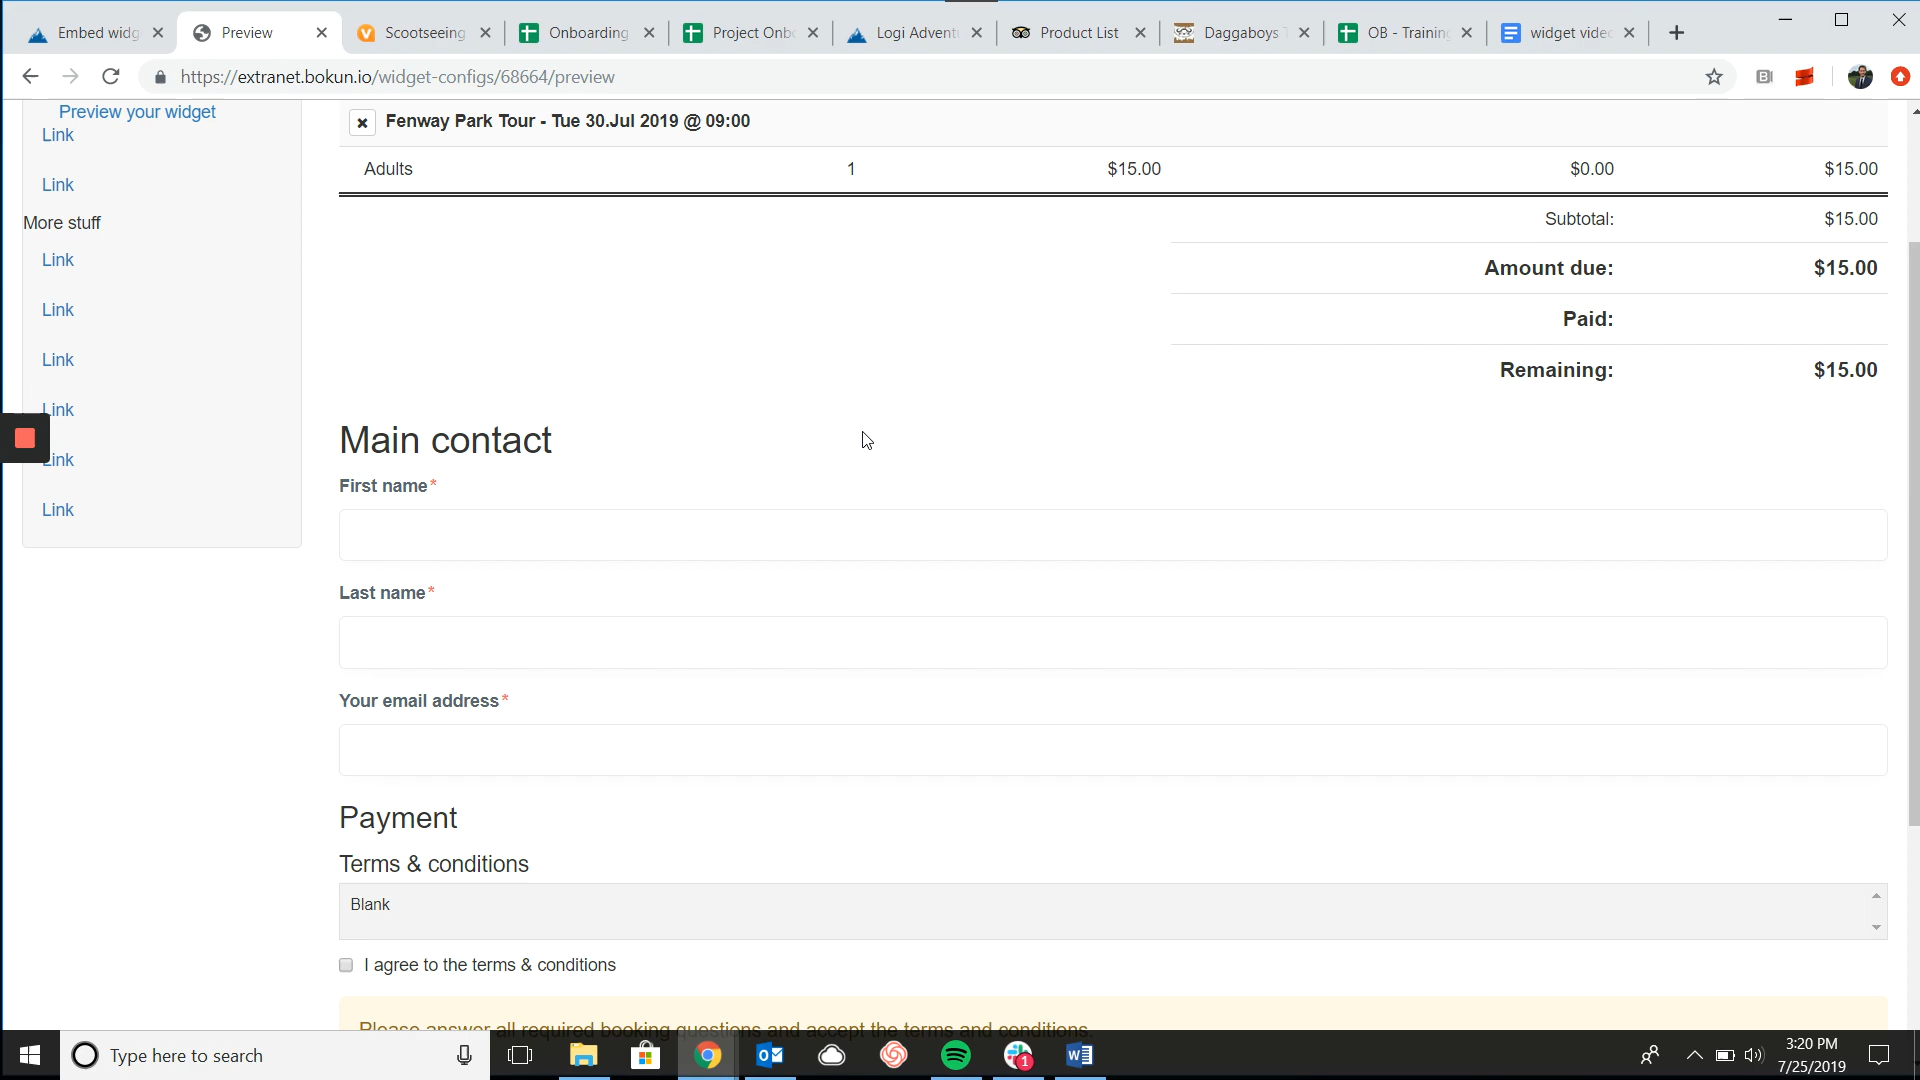 Embed widg
Preview
Scootseeing
Onboarding
Project Onb
Logi Advent
Product List
Daggaboys T
OB - Training
widget video
https://extranet.bokun.io/widget-configs/68664/preview
Preview your widget
Link
Link
More stuff
Link
Link
Link
Link
Link
Link
Fenway Park Tour - Tue 30.Jul 2019 @ 09:00
Adults 1 $15.00 $0.00 $15.00
Subtotal: $15.00
Amount due: $15.00
Paid:
Remaining: $15.00
Main contact
First name*
Last name*
Your email address*
Payment
Terms & conditions
Blank
I agree to the terms & conditions
Please answer all required booking questions and accept the terms and conditions.
Type here to search
3:20 PM
7/25/2019